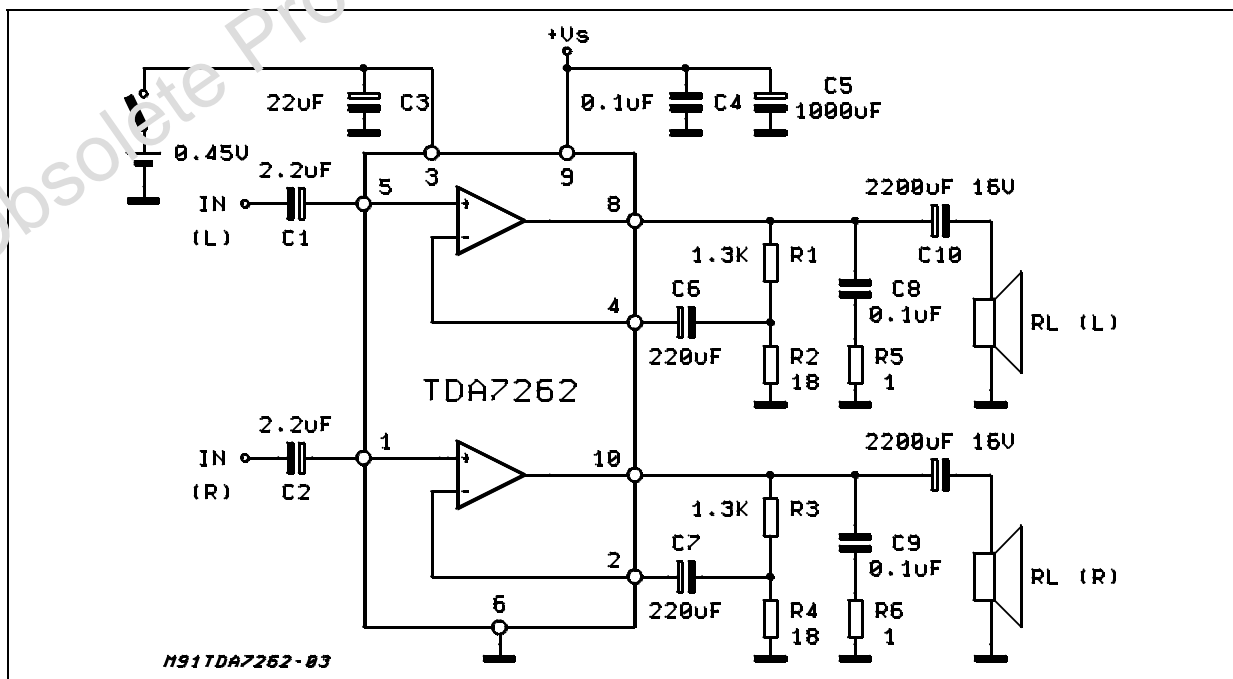 Obsolete Pro
+Vs
22uF C3
0.1uF C4
C5
1000uF
0.45V
2.2uF
3
9
5
IN
(L)
C1
8
2200uF 16V
C10
1.3K R1
C6
C8
0.1uF
4
220uF
R2
18
R5
1
RL (L)
TDA7262
2.2uF
1
IN
(R)
C2
10
2200uF 16V
1.3K R3
C7
C9
0.1uF
2
220uF
R4
18
R6
1
RL (R)
6
M91TDA7262-03